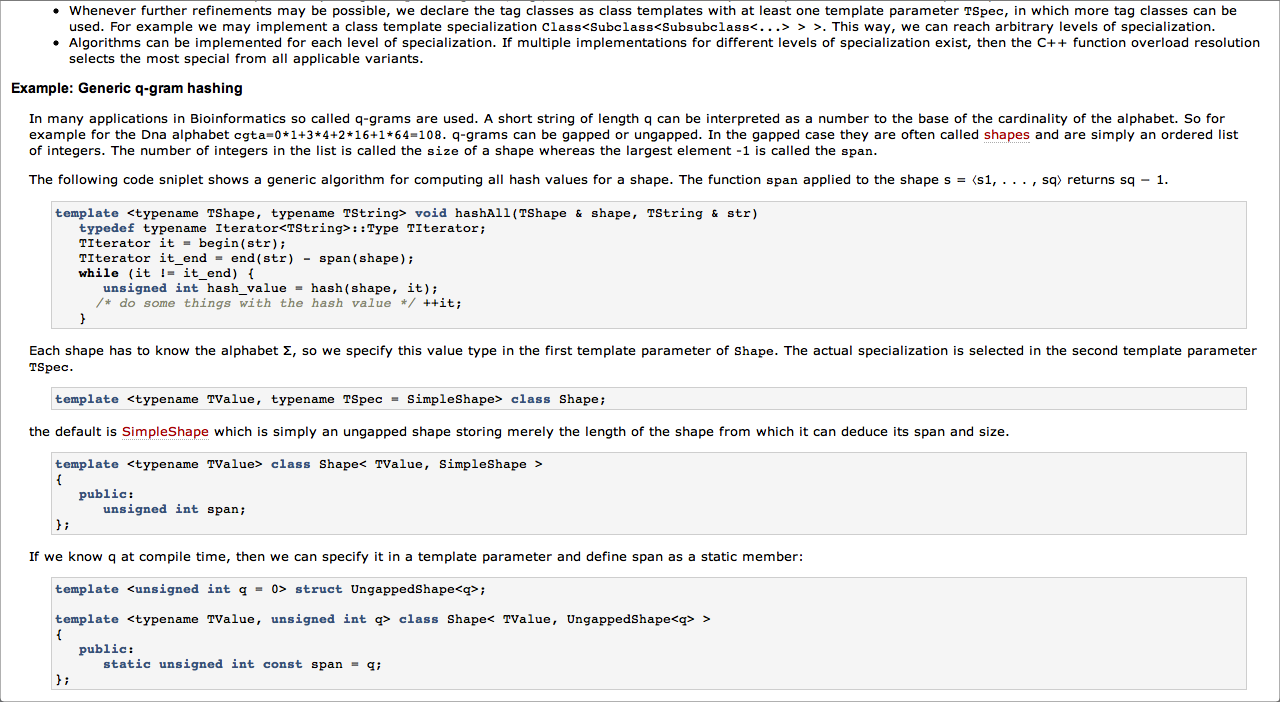 • Whenever further refinements may be possible, we declare the tag classes as class templates with at least one template parameter TSpec, in which more tag classes can be
used. For example we may implement a class template specialization Class<Subclass<Subsubclass<...> > >. This way, we can reach arbitrary levels of specialization.
• Algorithms can be implemented for each level of specialization. If multiple implementations for different levels of specialization exist, then the C++ function overload resolution
selects the most special from all applicable variants.
Example: Generic q-gram hashing
In many applications in Bioinformatics so called q-grams are used. A short string of length q can be interpreted as a number to the base of the cardinality of the alphabet. So for
example for the Dna alphabet cgta=0*1+3*4+2*16+1*64=108. q-grams can be gapped or ungapped. In the gapped case they are often called shapes and are simply an ordered list
of integers. The number of integers in the list is called the size of a shape whereas the largest element -1 is called the span.
The following code sniplet shows a generic algorithm for computing all hash values for a shape. The function span applied to the shape s = ⟨s1, . . . , sq⟩ returns sq − 1.
template <typename TShape, typename TString> void hashAll(TShape & shape, TString & str)
   typedef typename Iterator<TString>::Type TIterator;
   TIterator it = begin(str);
   TIterator it_end = end(str) - span(shape);
   while (it != it_end) {
      unsigned int hash_value = hash(shape, it);
     /* do some things with the hash value */ ++it;
   }
Each shape has to know the alphabet Σ, so we specify this value type in the first template parameter of Shape. The actual specialization is selected in the second template parameter
TSpec.
template <typename TValue, typename TSpec = SimpleShape> class Shape;
the default is SimpleShape which is simply an ungapped shape storing merely the length of the shape from which it can deduce its span and size.
template <typename TValue> class Shape< TValue, SimpleShape >
{
   public:
      unsigned int span;
};
If we know q at compile time, then we can specify it in a template parameter and define span as a static member:
template <unsigned int q = 0> struct UngappedShape<q>;
template <typename TValue, unsigned int q> class Shape< TValue, UngappedShape<q> >
{
   public:
      static unsigned int const span = q;
};